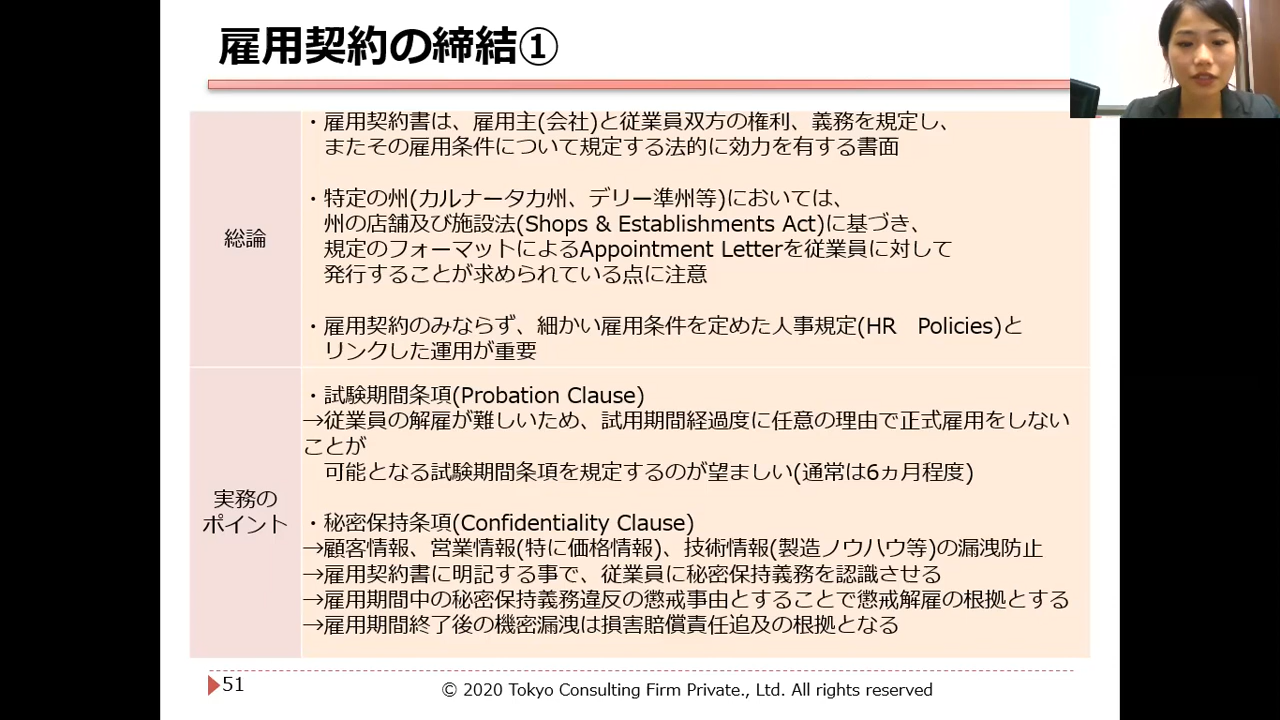 雇用契約の締結①
総論
・雇用契約書は、雇用主(会社)と従業員双方の権利、義務を規定し、
またその雇用条件について規定する法的に効力を有する書面
・特定の州(カルナータカ州、デリー準州等)においては、
州の店舗及び施設法(Shops & Establishments Act)に基づき、
規定のフォーマットによるAppointment Letterを従業員に対して
発行することが求められている点に注意
・雇用契約のみならず、細かい雇用条件を定めた人事規定(HR　Policies)と
リンクした運用が重要
実務の
ポイント
・試験期間条項(Probation Clause)
→従業員の解雇が難しいため、試用期間経過度に任意の理由で正式雇用をしない
ことが
可能となる試験期間条項を規定するのが望ましい(通常は6ヵ月程度)
・秘密保持条項(Confidentiality Clause)
→顧客情報、営業情報(特に価格情報)、技術情報(製造ノウハウ等)の漏洩防止
→雇用契約書に明記する事で、従業員に秘密保持義務を認識させる
→雇用期間中の秘密保持義務違反の懲戒事由とすることで懲戒解雇の根拠とする
→雇用期間終了後の機密漏洩は損害賠償責任追及の根拠となる
51
© 2020 Tokyo Consulting Firm Private., Ltd. All rights reserved